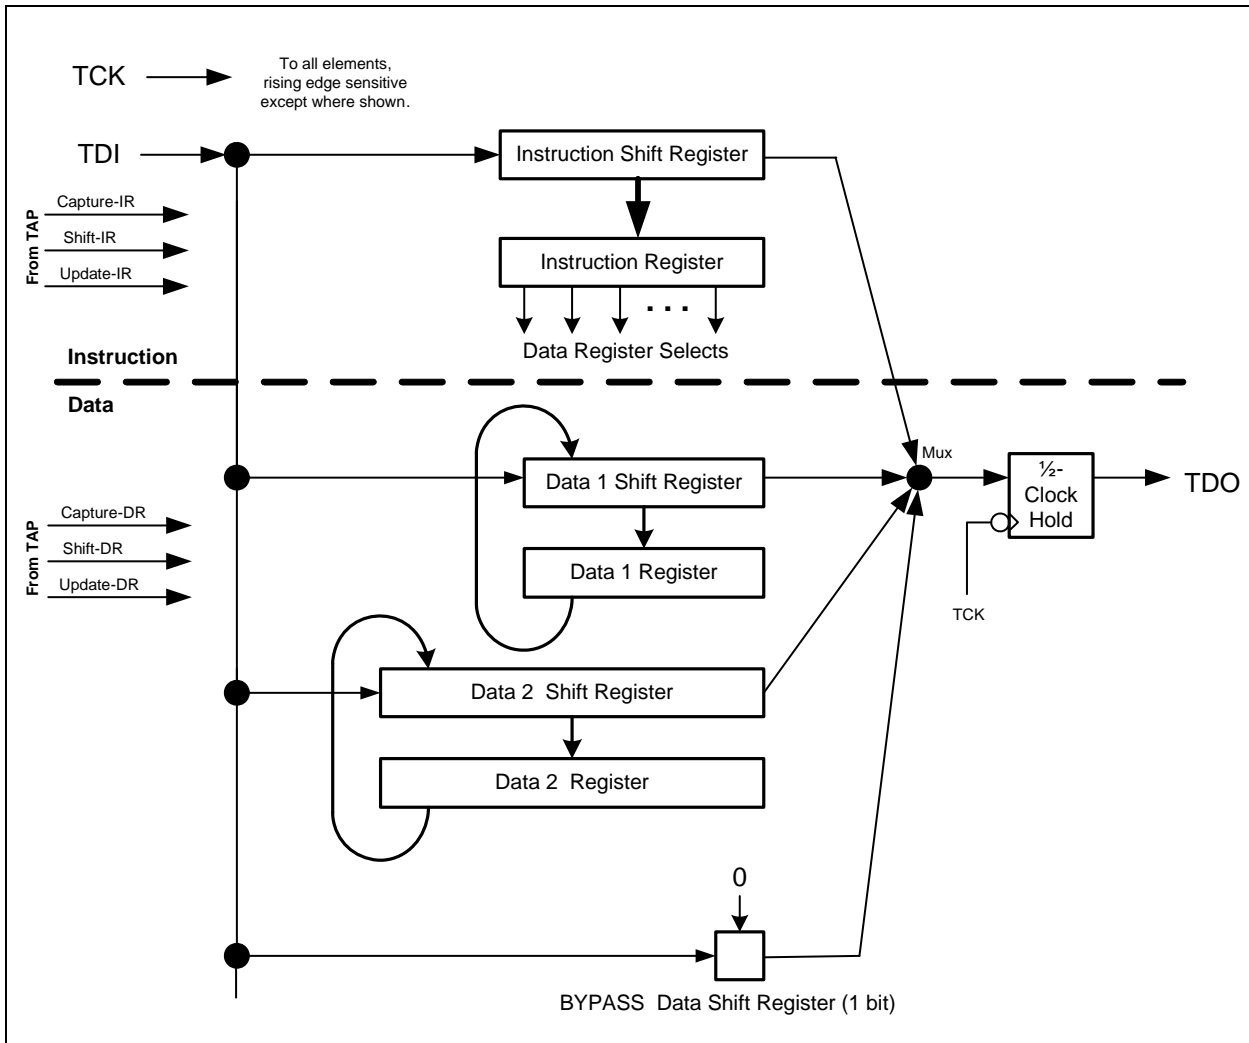 TCK
To all elements,
rising edge sensitive
except where shown.
TDI
Instruction Shift Register
From TAP
Capture-IR
Shift-IR
Update-IR
Instruction Register
. . .
Data Register Selects
Instruction
Data
Mux
Data 1 Shift Register
½-
Clock
Hold
TDO
From TAP
Capture-DR
Shift-DR
Update-DR
Data 1 Register
TCK
Data 2 Shift Register
Data 2 Register
0
BYPASS Data Shift Register (1 bit)